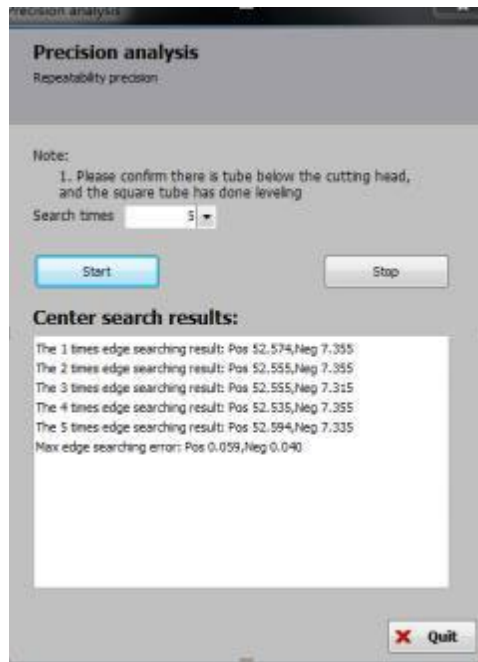 Precision analysis
Precision analysis
Repeatability precision
Note:
1. Please confirm there is tube below the cutting head,
and the square tube has done leveling
Search times 5
Start Stop
Center search results:
The 1 times edge searching result: Pos 52.574,Neg 7.355
The 2 times edge searching result: Pos 52.555,Neg 7.355
The 3 times edge searching result: Pos 52.555,Neg 7.315
The 4 times edge searching result: Pos 52.535,Neg 7.355
The 5 times edge searching result: Pos 52.594,Neg 7.335
Max edge searching error: Pos 0.059,Neg 0.040
Quit